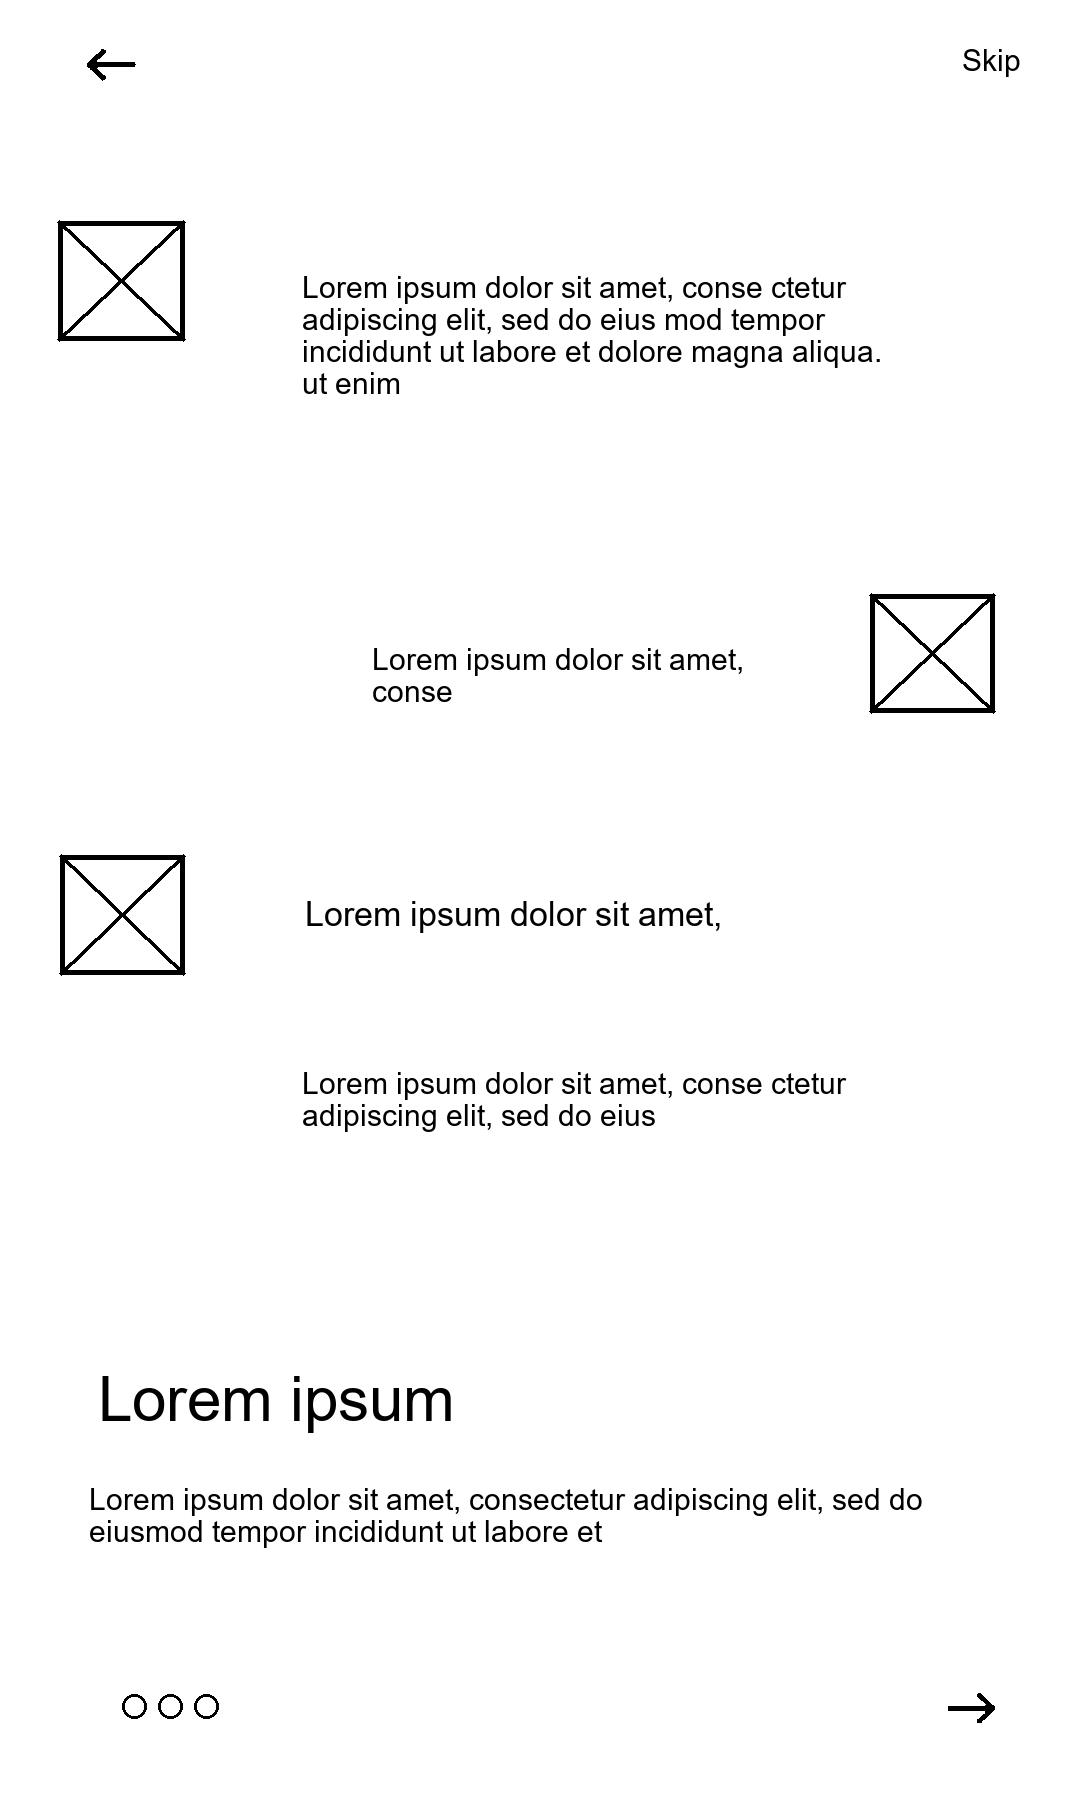 Skip
Lorem ipsum dolor sit amet, conse ctetur
adipiscing elit, sed do eius mod tempor
incididunt ut labore et dolore magna aliqua.
ut enim
Lorem ipsum dolor sit amet,
conse
Lorem ipsum dolor sit amet,
Lorem ipsum dolor sit amet, conse ctetur
adipiscing elit, sed do eius
Lorem ipsum
Lorem ipsum dolor sit amet, consectetur adipiscing elit, sed do
eiusmod tempor incididunt ut labore et